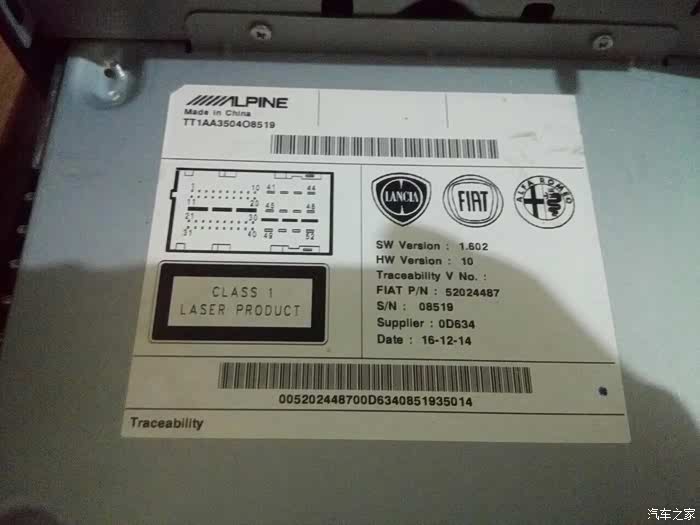 ALPINE
Made in China
TT1AA3504O8519
1 10 41 44
11 20 45 48
21 30
31 40 49 52
LANCIA
FIAT
ALFA ROMEO
SW Version : 1.602
HW Version : 10
Traceability V No. :
FIAT P/N : 52024487
S/N : 08519
Supplier : 0D634
Date : 16-12-14
CLASS 1
LASER PRODUCT
005202448700D6340851935014
Traceability
汽车之家